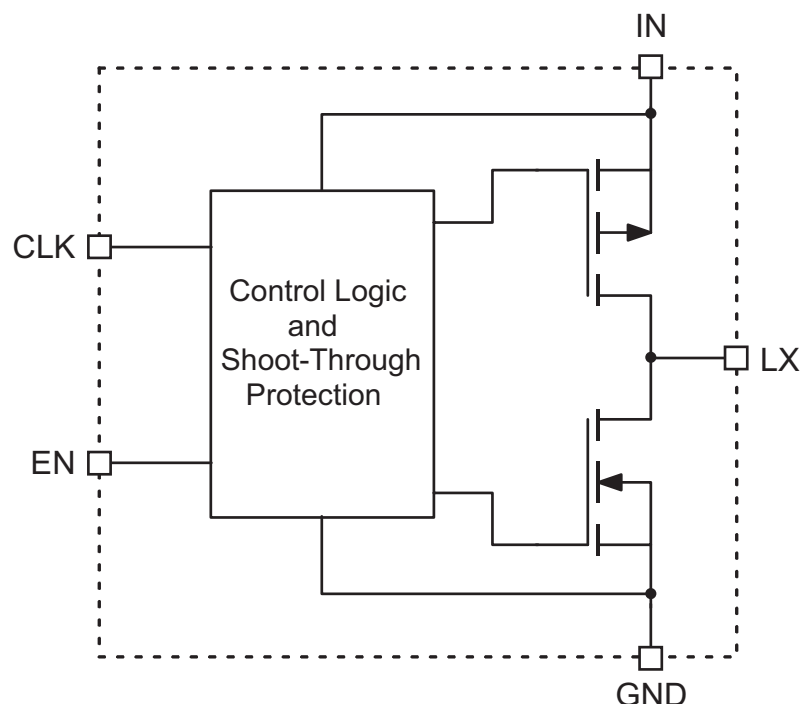 IN
CLK
Control Logic
and
Shoot-Through
Protection
LX
EN
GND